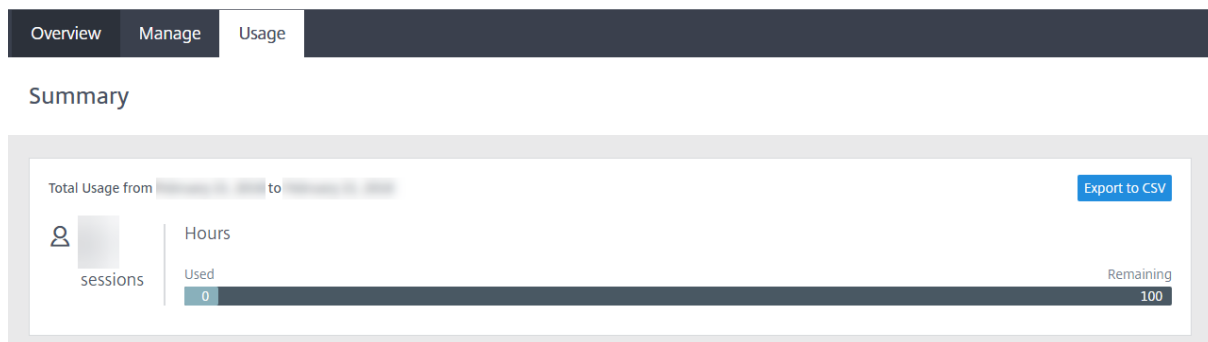 Overview Manage Usage
Summary
Total Usage from to
Export to CSV
sessions
Hours
Used Remaining
0 100